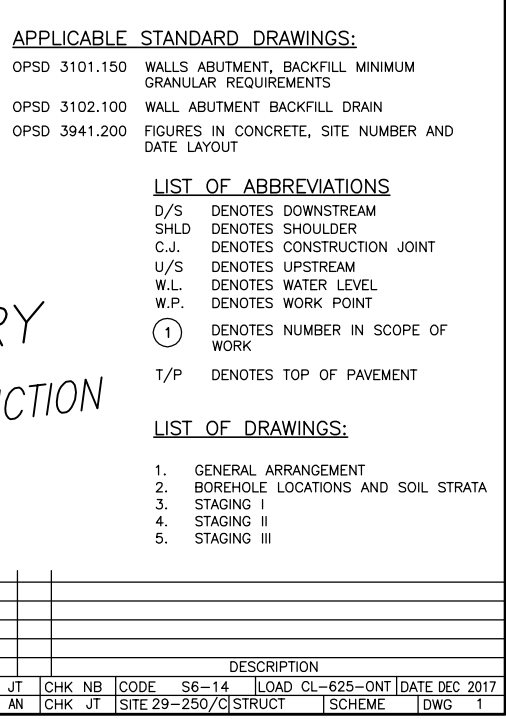 APPLICABLE STANDARD DRAWINGS:
OPSD 3101.150 WALLS ABUTMENT, BACKFILL MINIMUM
GRANULAR REQUIREMENTS
OPSD 3102.100 WALL ABUTMENT BACKFILL DRAIN
OPSD 3941.200 FIGURES IN CONCRETE, SITE NUMBER AND
DATE LAYOUT
LIST OF ABBREVIATIONS
D/S DENOTES DOWNSTREAM
SHLD DENOTES SHOULDER
C.J. DENOTES CONSTRUCTION JOINT
U/S DENOTES UPSTREAM
W.L. DENOTES WATER LEVEL
W.P. DENOTES WORK POINT
1 DENOTES NUMBER IN SCOPE OF
WORK
T/P DENOTES TOP OF PAVEMENT
RY
CTION
LIST OF DRAWINGS:
1. GENERAL ARRANGEMENT
2. BOREHOLE LOCATIONS AND SOIL STRATA
3. STAGING I
4. STAGING II
5. STAGING III
DESCRIPTION
JT CHK NB CODE S6-14 LOAD CL-625-ONT DATE DEC 2017
AN CHK JT SITE 29-250/C STRUCT SCHEME DWG 1